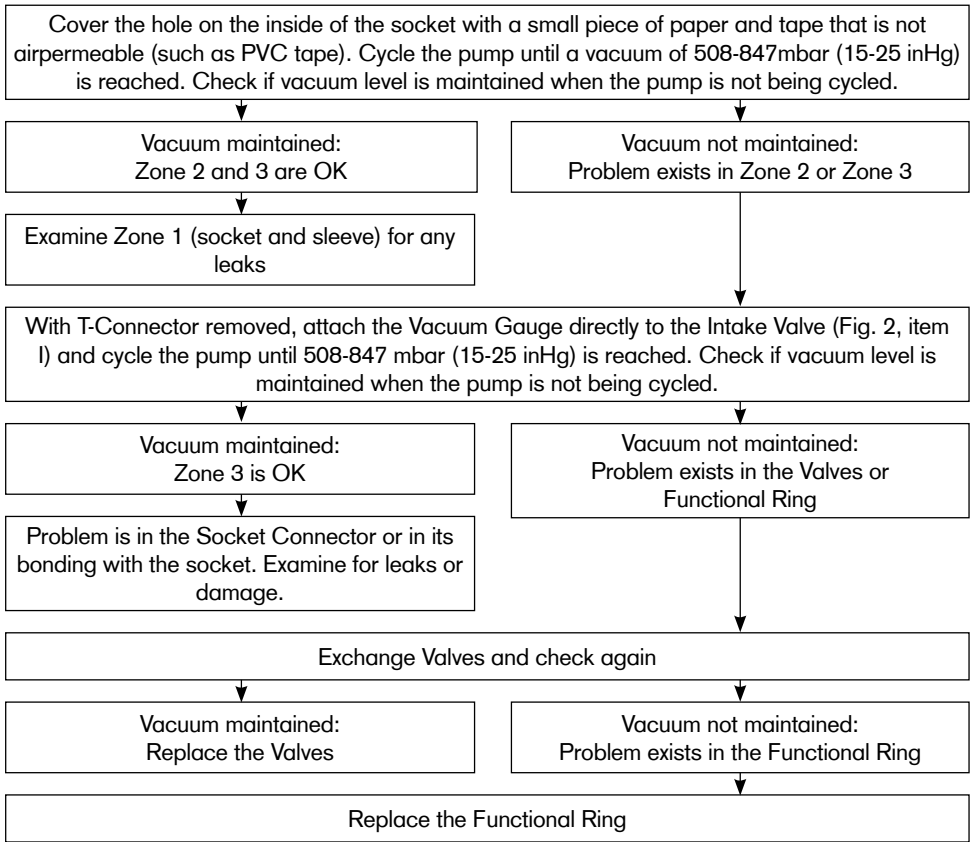 Cover the hole on the inside of the socket with a small piece of paper and tape that is not
airpermeable (such as PVC tape). Cycle the pump until a vacuum of 508-847mbar (15-25 inHg)
is reached. Check if vacuum level is maintained when the pump is not being cycled.
Vacuum maintained:
Zone 2 and 3 are OK
Vacuum not maintained:
Problem exists in Zone 2 or Zone 3
Examine Zone 1 (socket and sleeve) for any
leaks
With T-Connector removed, attach the Vacuum Gauge directly to the Intake Valve (Fig. 2, item
I) and cycle the pump until 508-847 mbar (15-25 inHg) is reached. Check if vacuum level is
maintained when the pump is not being cycled.
Vacuum maintained:
Zone 3 is OK
Vacuum not maintained:
Problem exists in the Valves or
Functional Ring
Problem is in the Socket Connector or in its
bonding with the socket. Examine for leaks or
damage.
Exchange Valves and check again
Vacuum maintained:
Replace the Valves
Vacuum not maintained:
Problem exists in the Functional Ring
Replace the Functional Ring